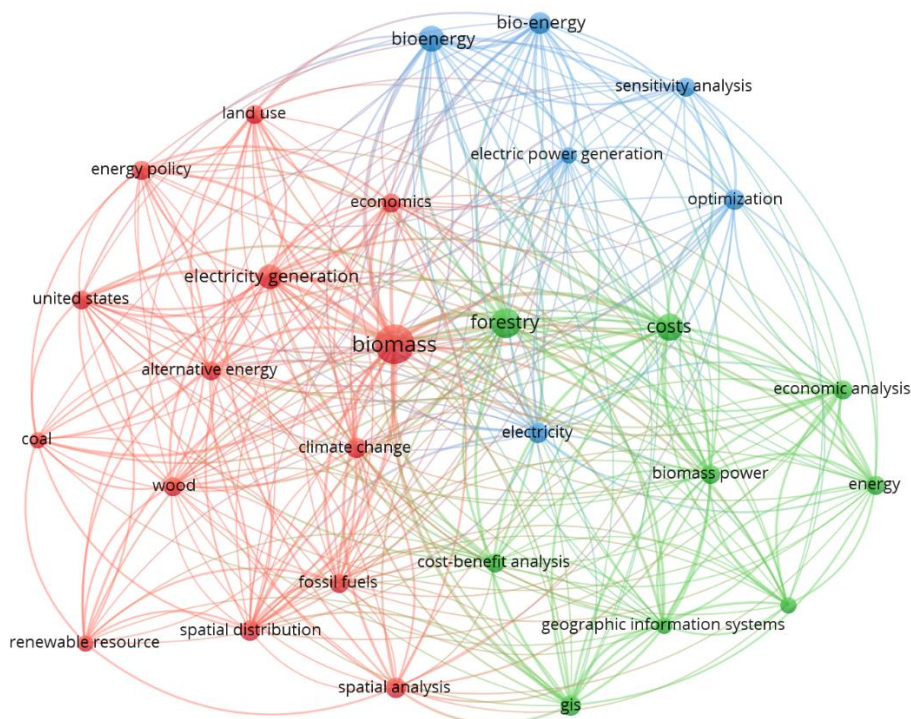 bio-energy
bioenergy
sensitivity analysis
land use
electric power generation
energy policy
economics
optimization
electricity generation
united states
forestry
costs
biomass
alternative energy
economic analysis
electricity
coal
climate change
biomass power
wood
energy
cost-benefit analysis
fossil fuels
geographic information systems
spatial distribution
renewable resource
spatial analysis
gis